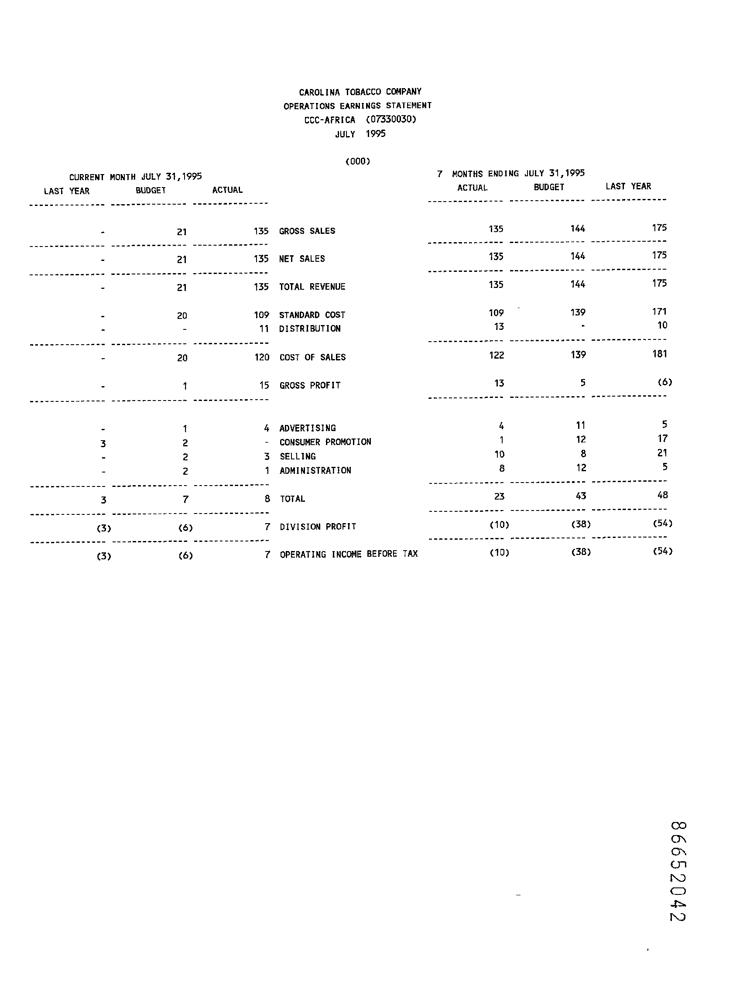 CAROLINA TOBACCO COMPANY
OPERATIONS EARNINGS STATEMENT
CCC-AFRICA (07330030)
JULY 1995
(000)
CURRENT MONTH JULY 31,1995 7 MONTHS ENDING JULY 31,1995
LAST YEAR BUDGET ACTUAL ACTUAL BUDGET LAST YEAR
- 21 135 GROSS SALES 135 144 175
- 21 135 NET SALES 135 144 175
- 21 135 TOTAL REVENUE 135 144 175
- 20 109 STANDARD COST 109 139 171
- - 11 DISTRIBUTION 13 - 10
- 20 120 COST OF SALES 122 139 181
- 1 15 GROSS PROFIT 13 5 (6)
- 1 4 ADVERTISING 4 11 5
3 2 - CONSUMER PROMOTION 1 12 17
- 2 3 SELLING 10 8 21
- 2 1 ADMINISTRATION 8 12 5
3 7 8 TOTAL 23 43 48
(3) (6) 7 DIVISION PROFIT (10) (38) (54)
(3) (6) 7 OPERATING INCOME BEFORE TAX (10) (38) (54)
86652042